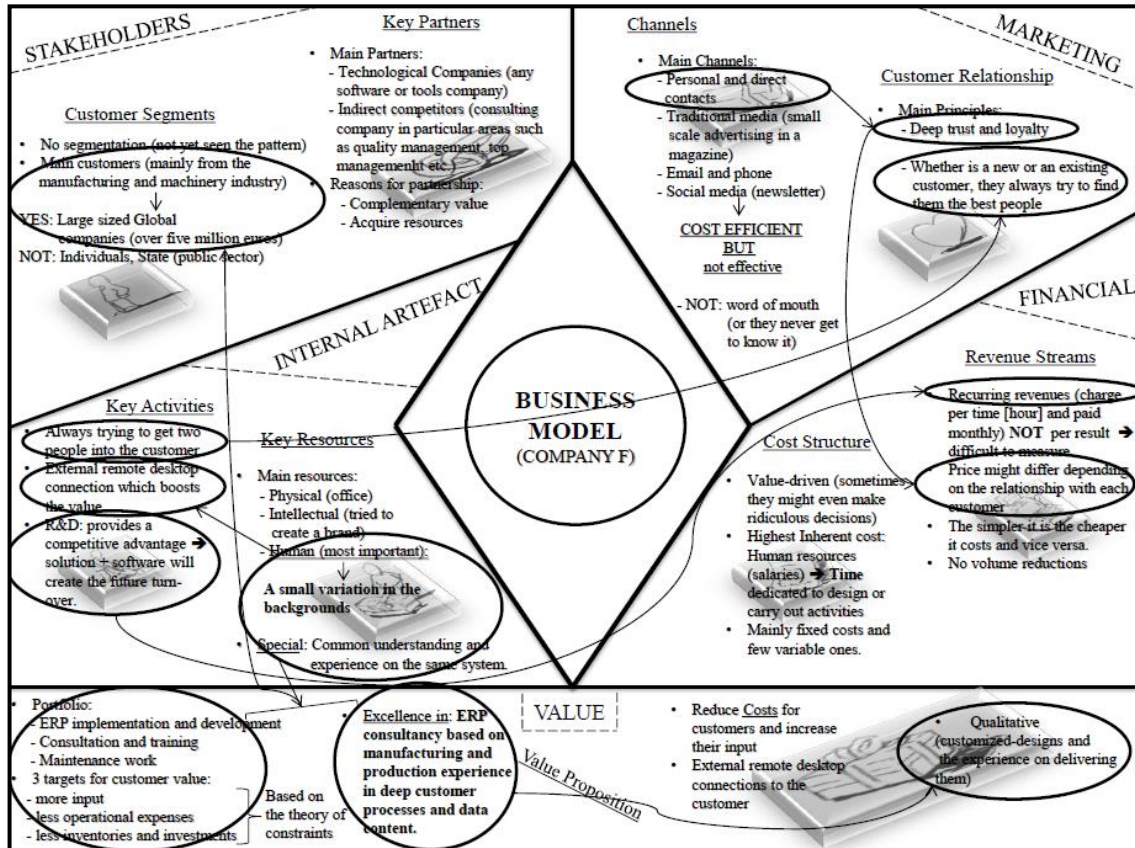 STAKEHOLDERS
Key Partners
• Main Partners:
- Technological Companies (any
software or tools company)
- Indirect competitors (consulting
company in particular areas such
as quality management, top
managemenht etc.)
• Reasons for partnership:
- Complementary value
- Acquire resources
Customer Segments
• No segmentation (not yet seen the pattern)
• Main customers (mainly from the
manufacturing and machinery industry)
YES: Large sized Global
companies (over five million euros)
NOT: Individuals, State (public sector)
Channels
• Main Channels:
- Personal and direct
contacts
- Traditional media (small
scale advertising in a
magazine)
- Email and phone
- Social media (newsletter)
COST EFFICIENT
BUT
not effective
- NOT: word of mouth
(or they never get
to know it)
MARKETING
Customer Relationship
• Main Principles:
- Deep trust and loyalty
- Whether is a new or an existing
customer, they always try to find
them the best people
INTERNAL ARTEFACT
Key Activities
• Always trying to get two
people into the customer
• External remote desktop
connection which boosts
the value
• R&D: provides a
competitive advantage ➔
solution + software will
create the future turn-
over.
Key Resources
• Main resources:
- Physical (office)
- Intellectual (tried to
create a brand)
- Human (most important):
A small variation in the
backgrounds
• Special: Common understanding and
experience on the same system.
BUSINESS
MODEL
(COMPANY F)
FINANCIAL
Cost Structure
• Value-driven (sometimes
they might even make
ridiculous decisions)
• Highest Inherent cost:
Human resources
(salaries) ➔ Time
dedicated to design or
carry out activities
• Mainly fixed costs and
few variable ones.
Revenue Streams
• Recurring revenues (charge
per time [hour] and paid
monthly) NOT per result ➔
difficult to measure
• Price might differ depending
on the relationship with each
customer
• The simpler it is the cheaper
it costs and vice versa.
• No volume reductions
• Portfolio:
- ERP implementation and development
- Consultation and training
- Maintenance work
• 3 targets for customer value:
- more input
- less operational expenses
- less inventories and investments
Based on
the theory of
constraints
• Excellence in: ERP
consultancy based on
manufacturing and
production experience
in deep customer
processes and data
content.
VALUE
Value Proposition
• Reduce Costs for
customers and increase
their input
• External remote desktop
connections to the
customer
• Qualitative
(customized-designs and
the experience on delivering
them)